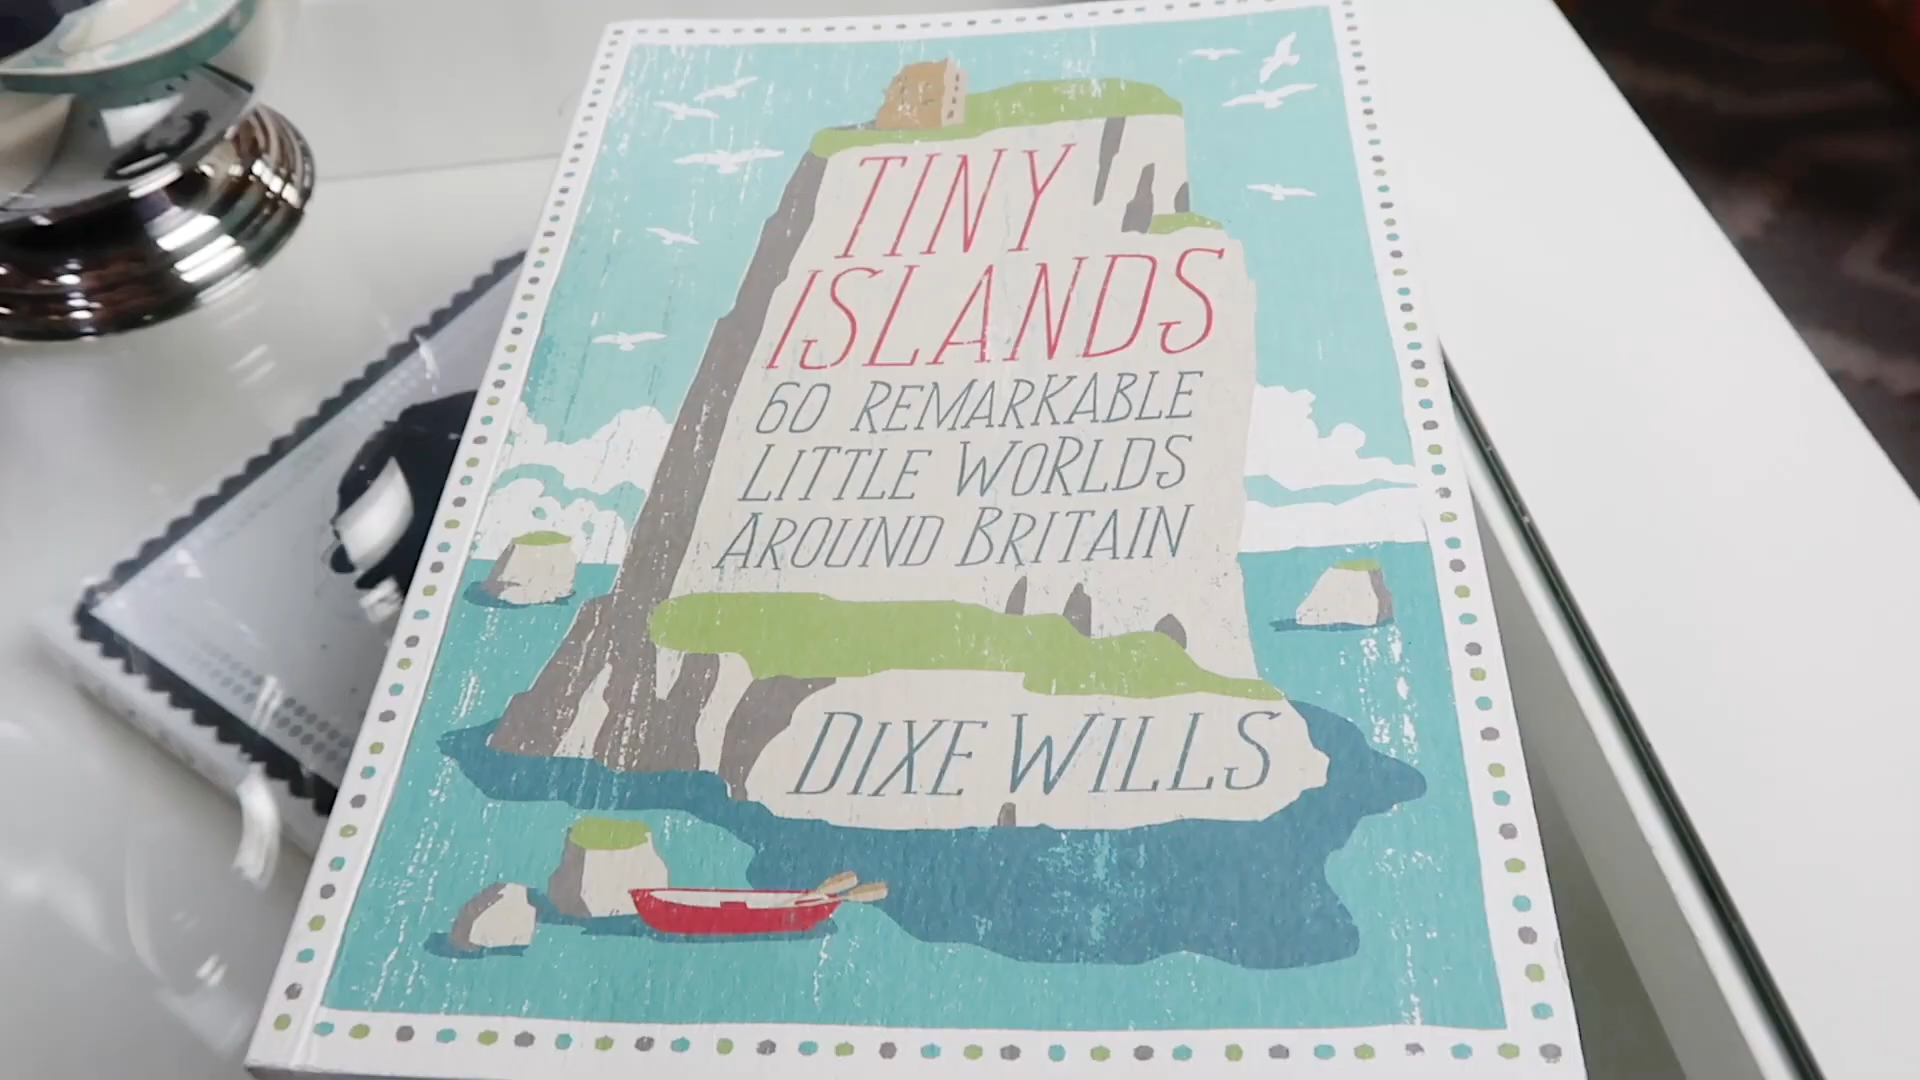 TINY
ISLANDS
60 REMARKABLE
LITTLE WORLDS
AROUND BRITAIN
DIXE WILLS